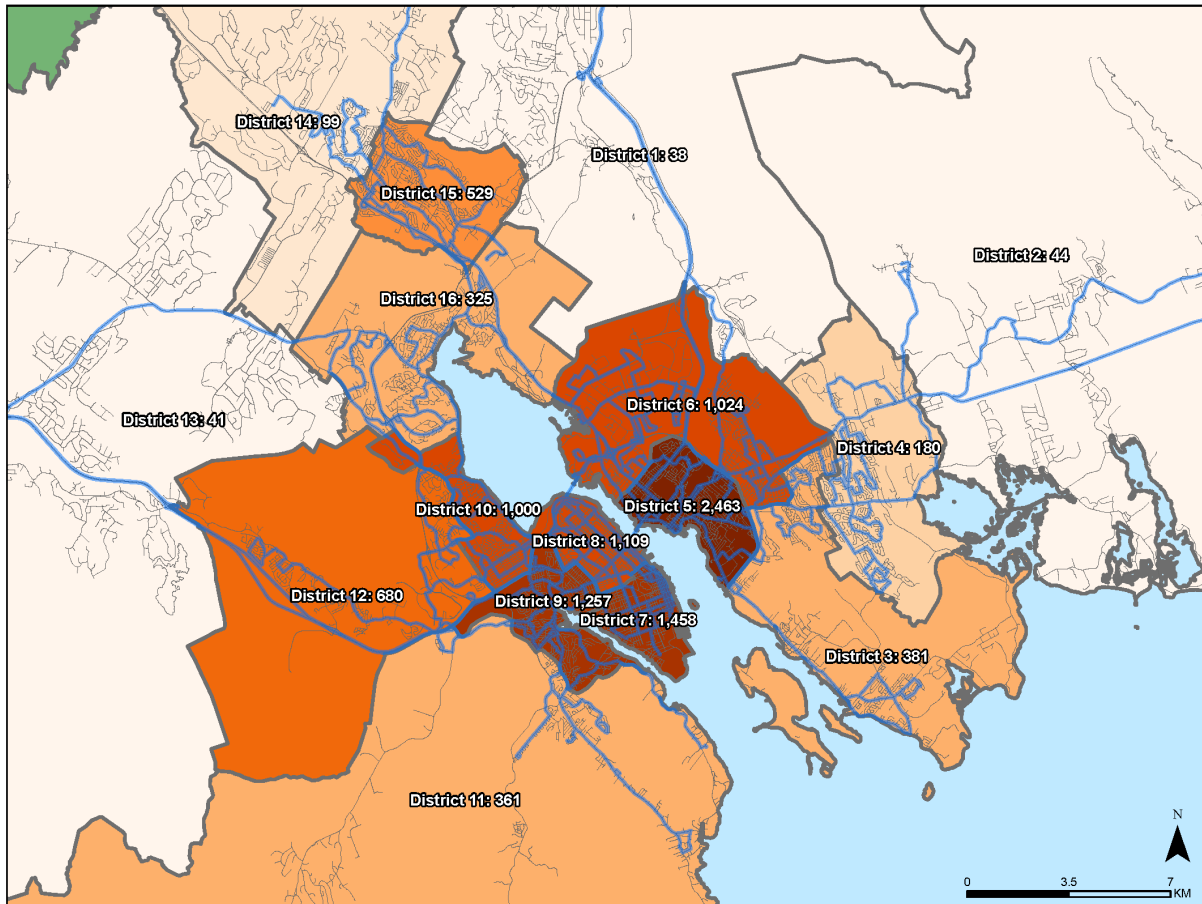 District 14: 99
District 1: 38
District 15: 529
District 2: 44
District 16: 325
District 6: 1,024
District 13: 41
District 4: 180
District 10: 1,000
District 5: 2,463
District 8: 1,109
District 12: 680
District 9: 1,257
District 7: 1,458
District 3: 381
District 11: 361
N
0 3.5 7
KM